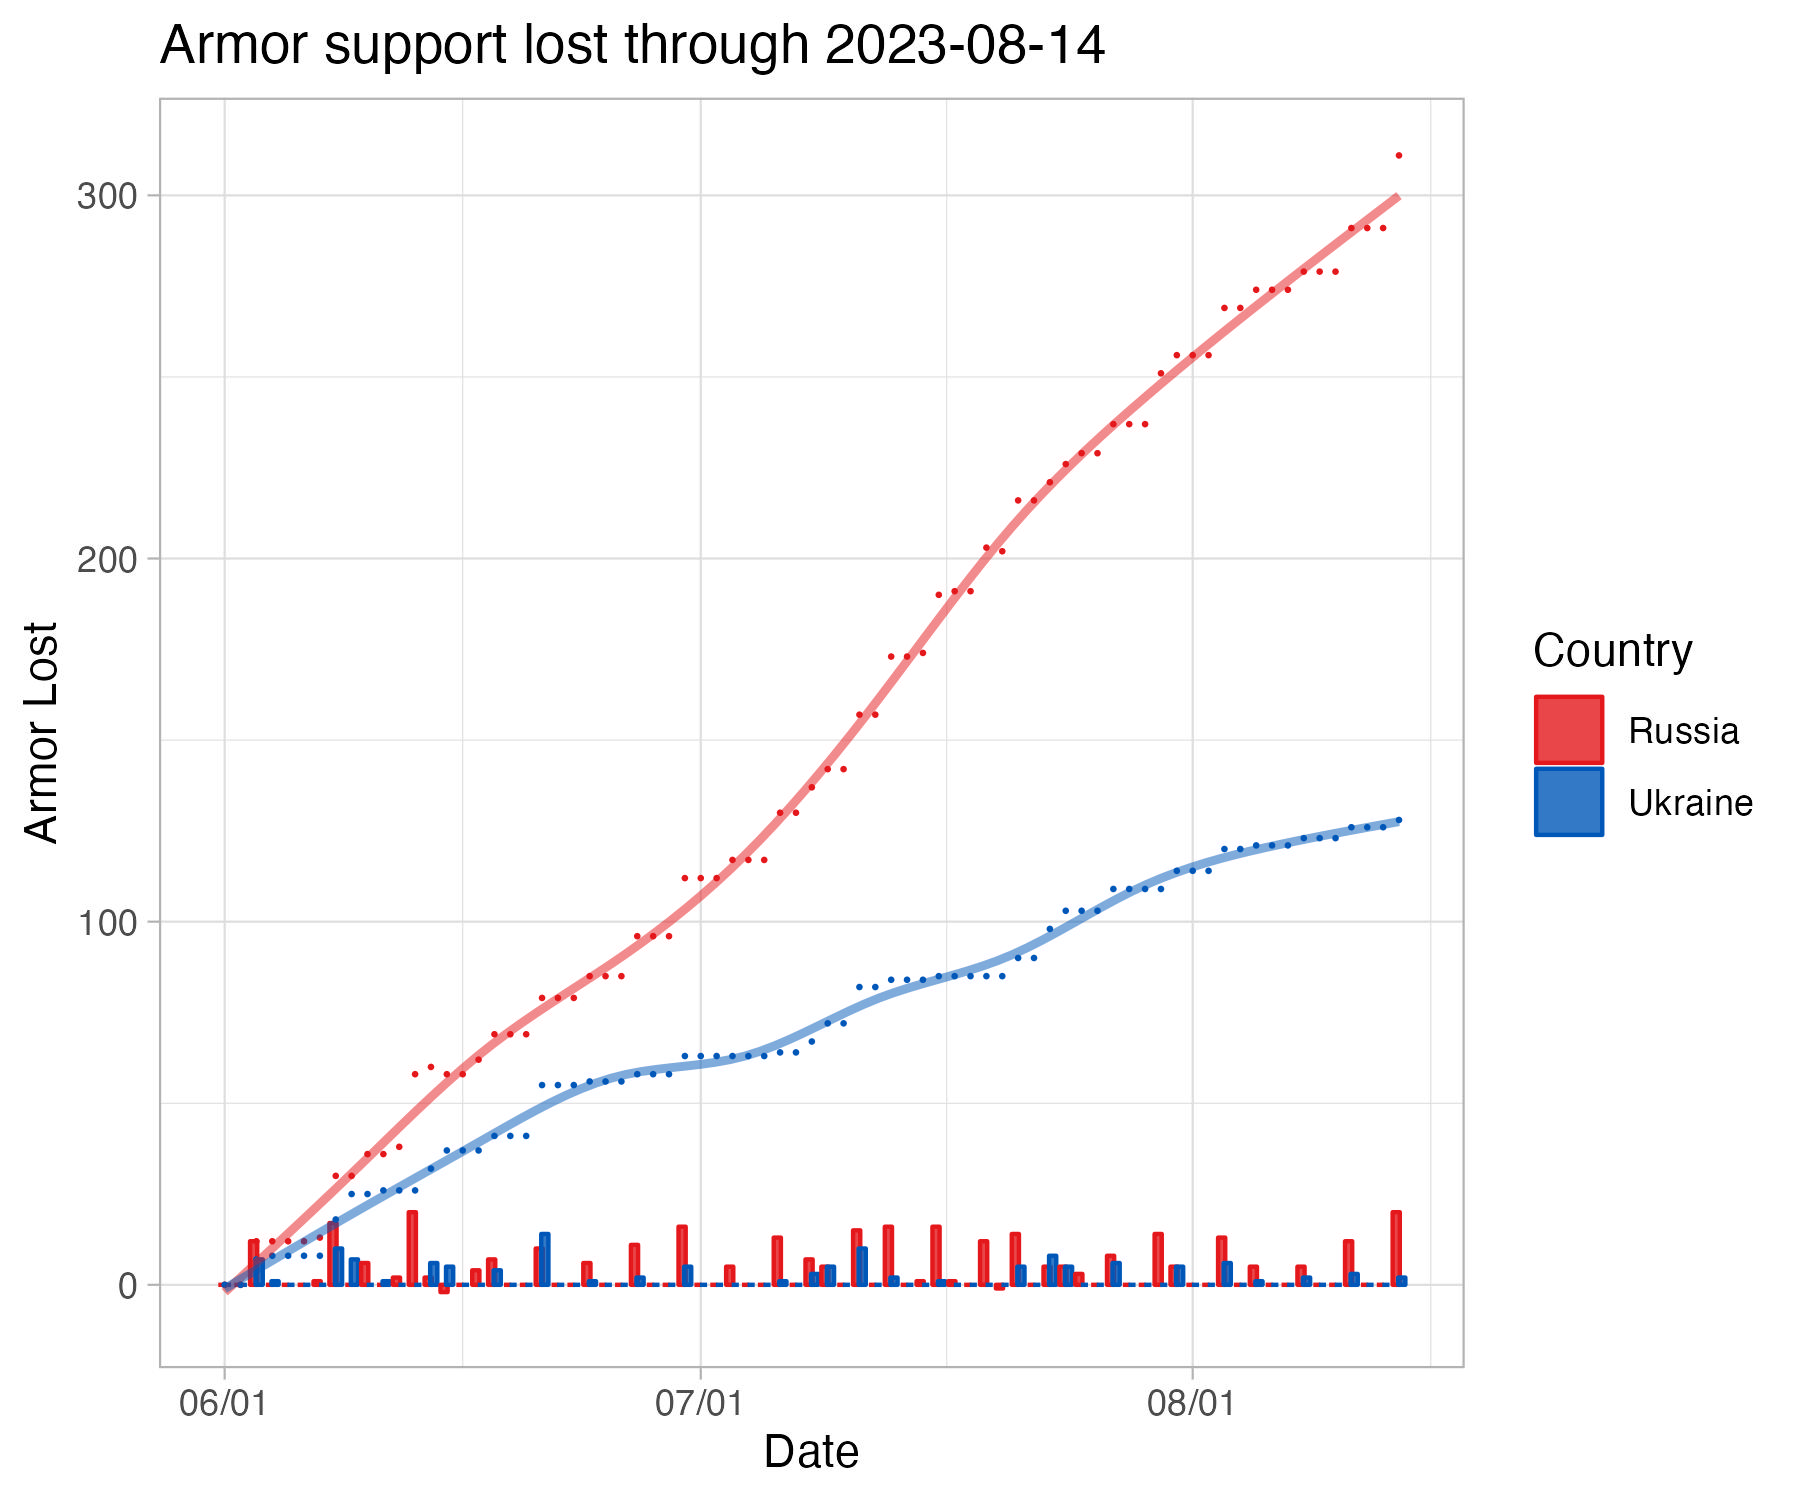 Armor support lost through 2023-08-14
Armor Lost
300
200
100
0
06/01
07/01
08/01
Date
Country
Russia
Ukraine